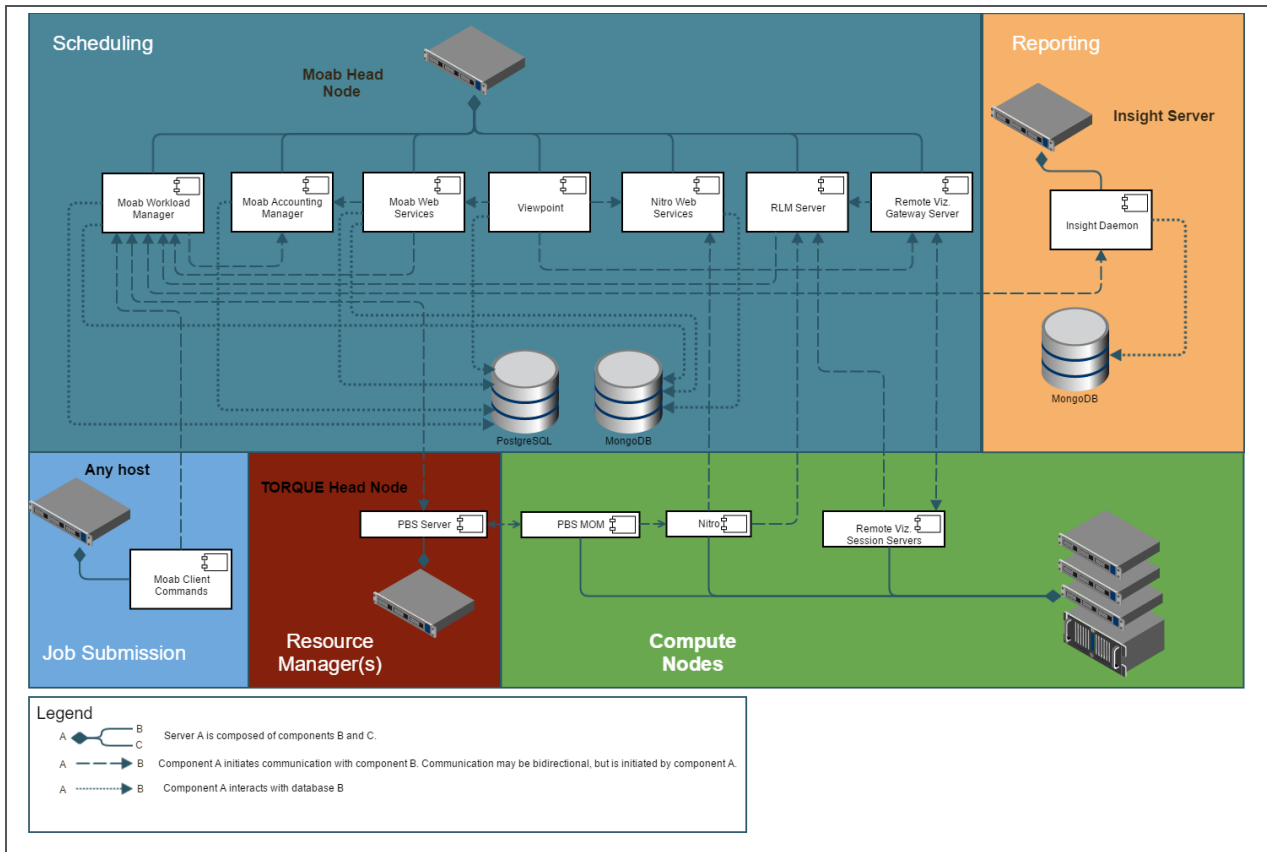 Scheduling
Reporting
Moab Head
Node
Insight Server
Moab Workload
Manager
Moab Accounting
Manager
Moab Web
Services
Viewpoint
Nitro Web
Services
RLM Server
Remote Viz.
Gateway Server
Insight Daemon
PostgreSQL
MongoDB
MongoDB
Any host
Moab Client
Commands
Job Submission
TORQUE Head Node
PBS Server
Resource
Manager(s)
PBS MOM
Nitro
Remote Viz.
Session Servers
Compute
Nodes
Legend
A B
C
Server A is composed of components B and C.
A B Component A initiates communication with component B. Communication may be bidirectional, but is initiated by component A.
A B Component A interacts with database B